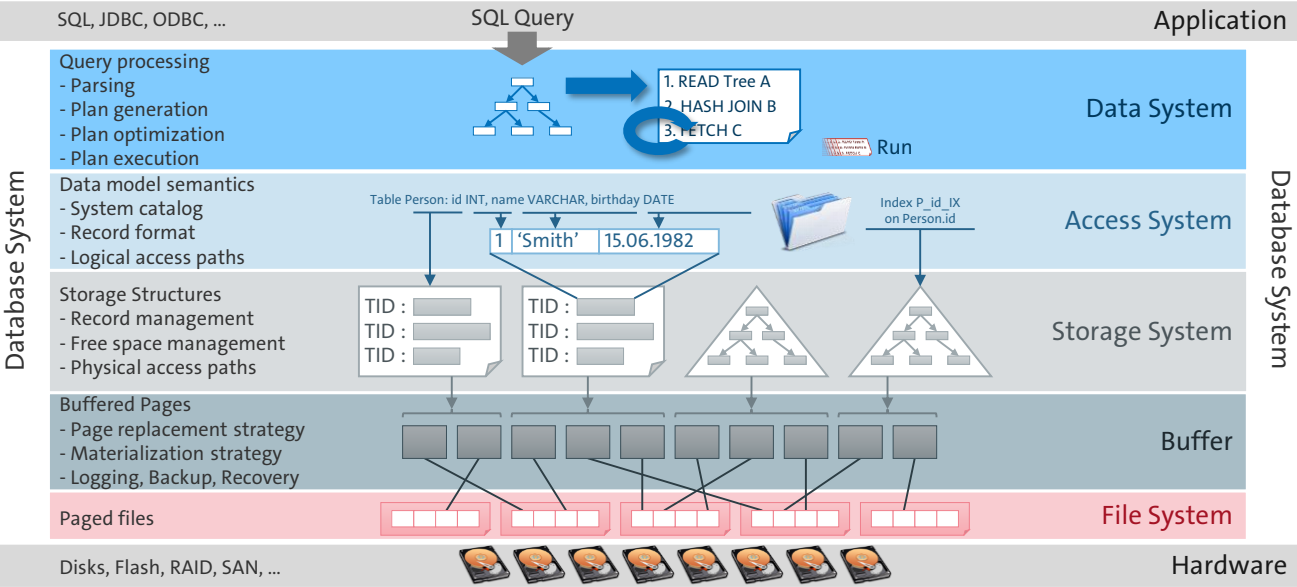 SQL, JDBC, ODBC, ...
SQL Query
Application
Database System
Query processing
- Parsing
- Plan generation
- Plan optimization
- Plan execution
1. READ Tree A
2. HASH JOIN B
3. FETCH C
Run
Data System
Data model semantics
- System catalog
- Record format
- Logical access paths
Table Person: id INT, name VARCHAR, birthday DATE
1 'Smith' 15.06.1982
Index P_id_IX
on Person.id
Access System
Storage Structures
- Record management
- Free space management
- Physical access paths
TID :
TID :
TID :
TID :
TID :
TID :
Storage System
Buffered Pages
- Page replacement strategy
- Materialization strategy
- Logging, Backup, Recovery
Buffer
Paged files
File System
Database System
Disks, Flash, RAID, SAN, ...
Hardware